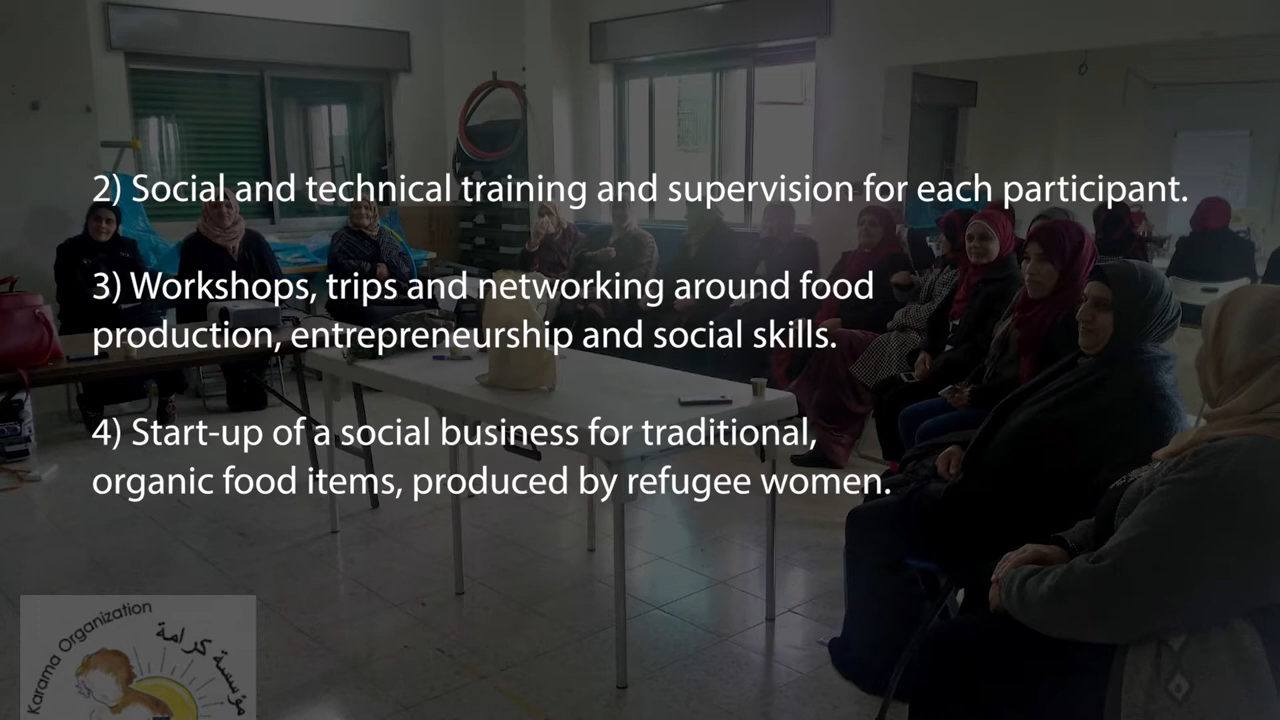 2) Social and technical training and supervision for each participant.
3) Workshops, trips and networking around food
production, entrepreneurship and social skills.
4) Start-up of a social business for traditional,
organic food items, produced by refugee women.
Karama Organization
مؤسسة كرامة